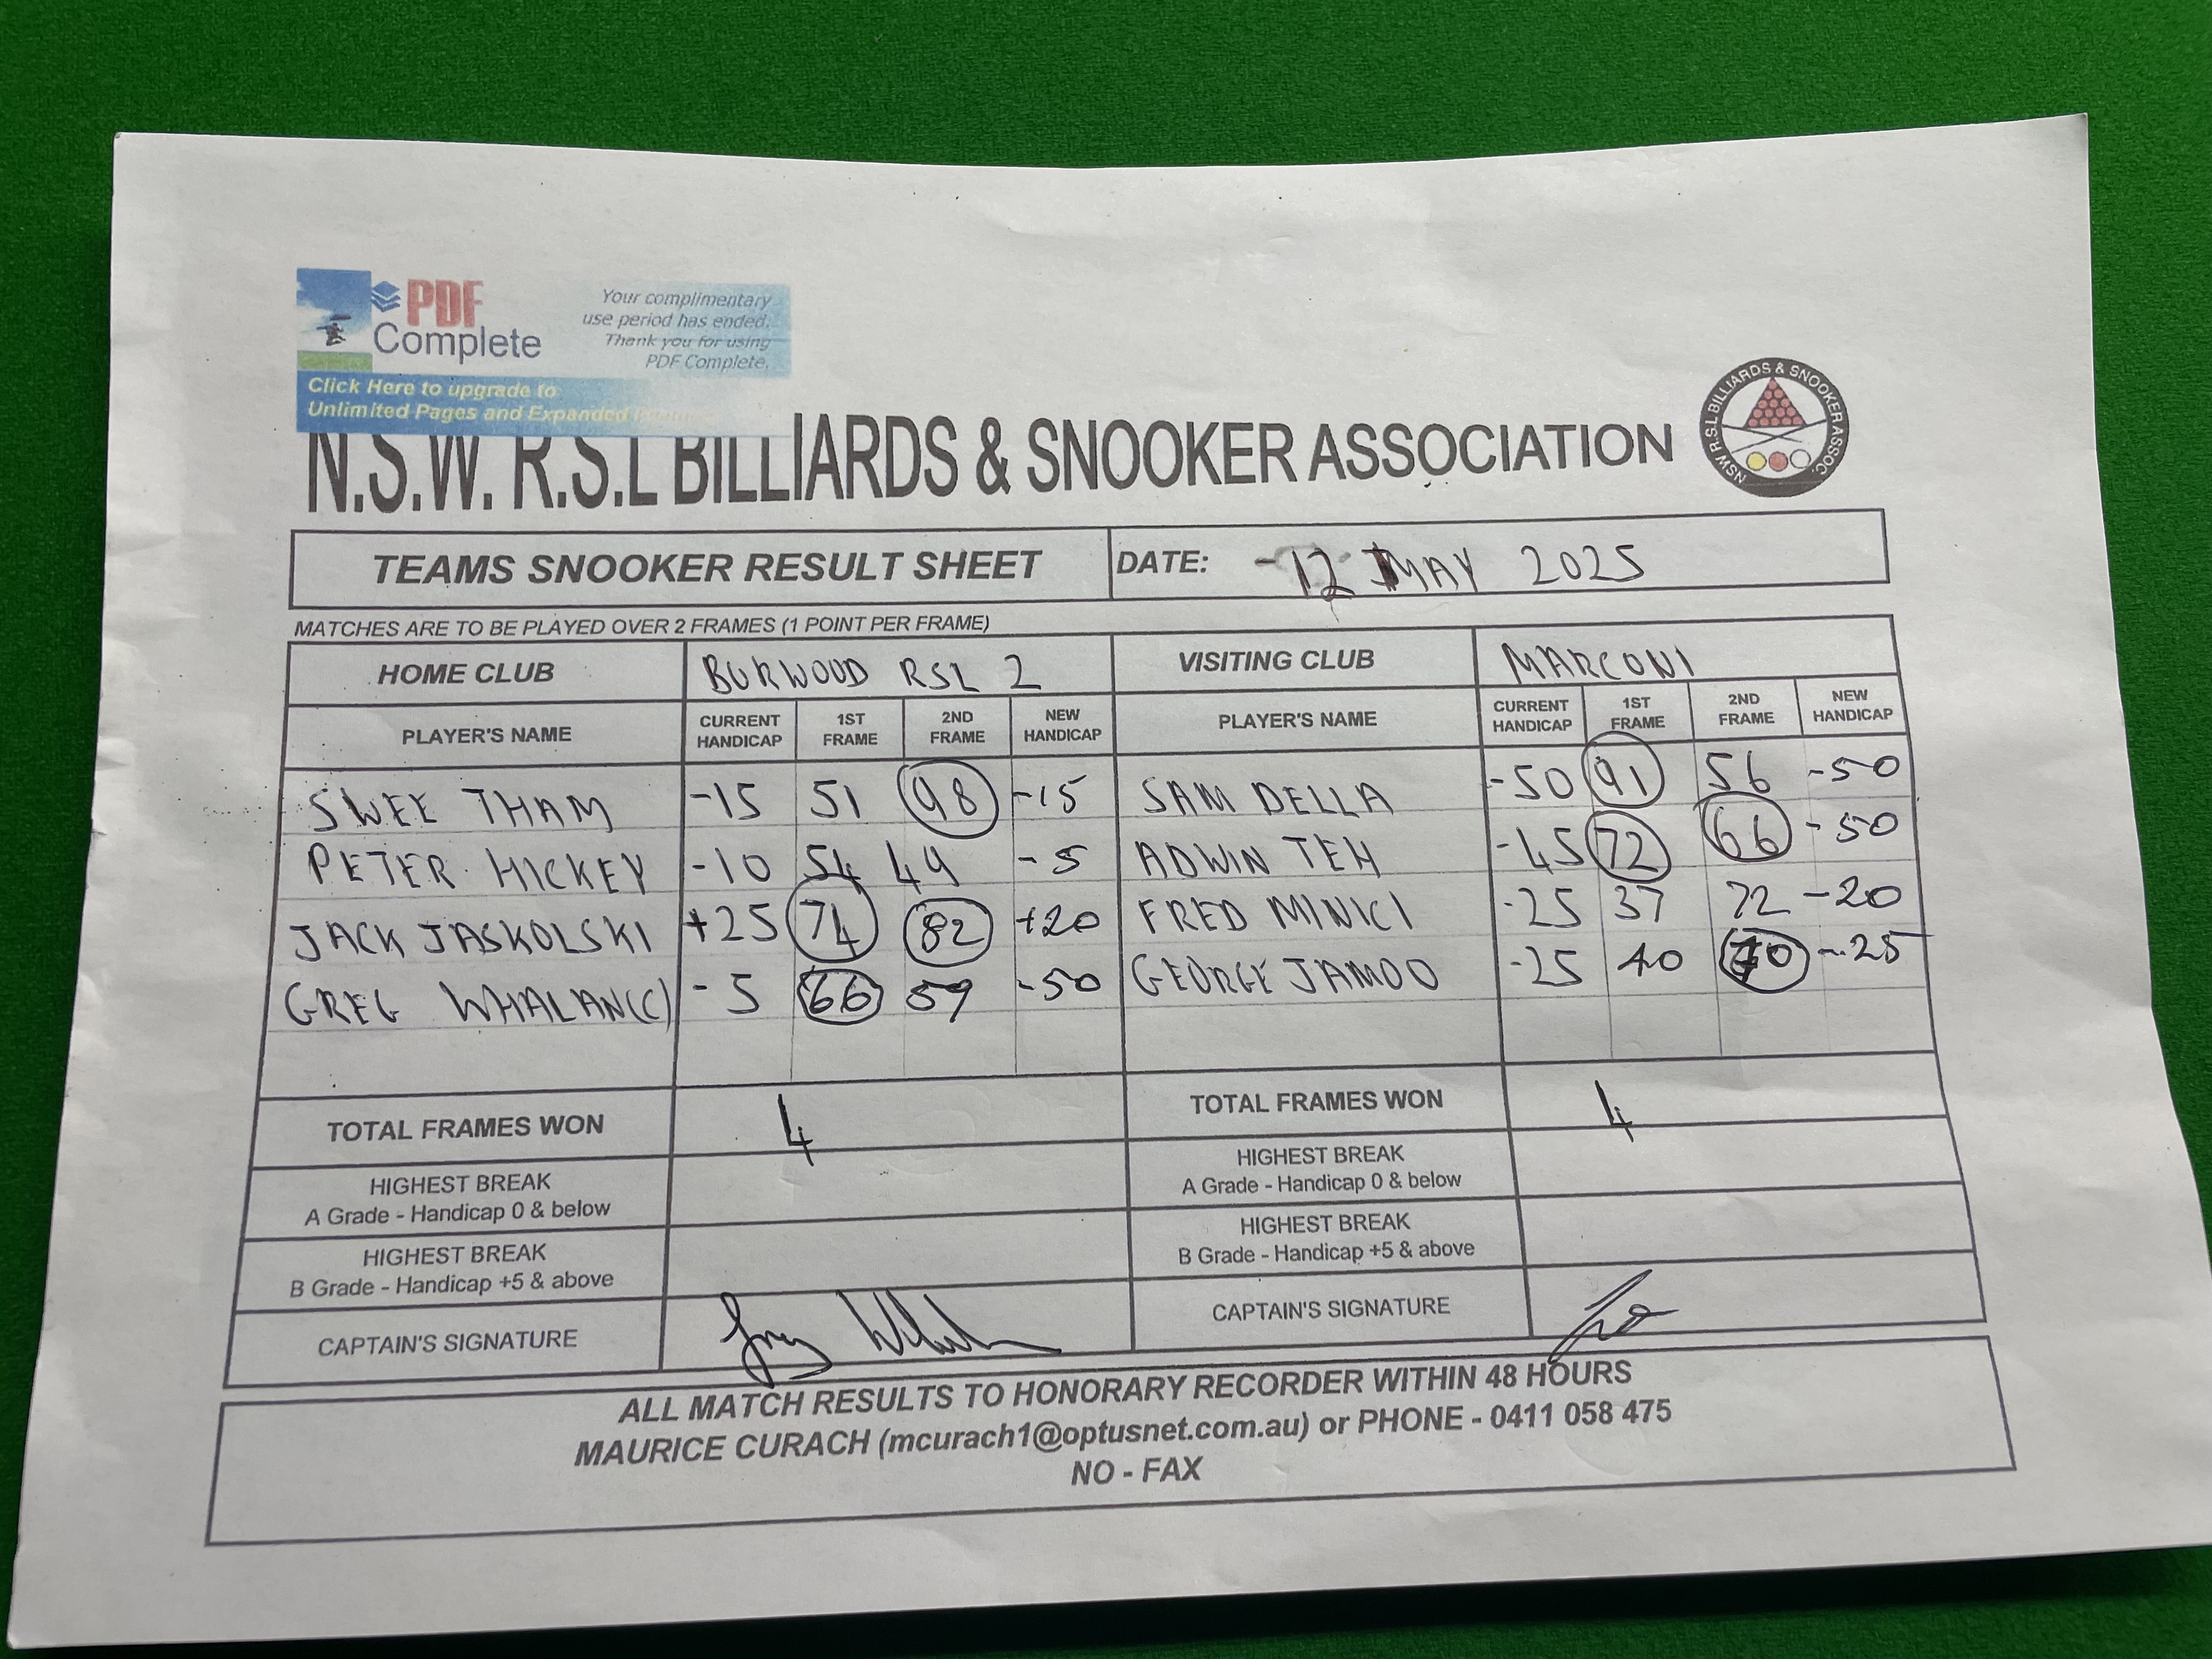 PDF Complete
Your complimentary
use period has ended.
Thank you for using
PDF Complete.
Click Here to upgrade to
Unlimited Pages and Expanded
N.S.W. R.S.L BILLIARDS & SNOOKER ASSOCIATION
NSW R.S.L BILLIARDS & SNOOKER ASSOC.
TEAMS SNOOKER RESULT SHEET DATE: 12 MAY 2025
MATCHES ARE TO BE PLAYED OVER 2 FRAMES (1 POINT PER FRAME)
HOME CLUB BURWOOD RSL 2 VISITING CLUB MARCONI
PLAYER'S NAME CURRENT HANDICAP 1ST FRAME 2ND FRAME NEW HANDICAP PLAYER'S NAME CURRENT HANDICAP 1ST FRAME 2ND FRAME NEW HANDICAP
SWEE THAM -15 51 98 -15 SAM DELLA -50 91 56 -50
PETER HICKEY -10 54 49 -5 ADWIN TEH -45 72 66 -50
JACK JASKOLSKI +25 74 82 +20 FRED MINICI -25 37 72 -20
GREG WHALAN(C) -5 66 59 -50 GEORGE JAMOO -25 40 70 -25
TOTAL FRAMES WON 4 TOTAL FRAMES WON 4
HIGHEST BREAK
A Grade - Handicap 0 & below
HIGHEST BREAK
A Grade - Handicap 0 & below
HIGHEST BREAK
B Grade - Handicap +5 & above
HIGHEST BREAK
B Grade - Handicap +5 & above
CAPTAIN'S SIGNATURE CAPTAIN'S SIGNATURE
ALL MATCH RESULTS TO HONORARY RECORDER WITHIN 48 HOURS
MAURICE CURACH (mcurach1@optusnet.com.au) or PHONE - 0411 058 475
NO - FAX